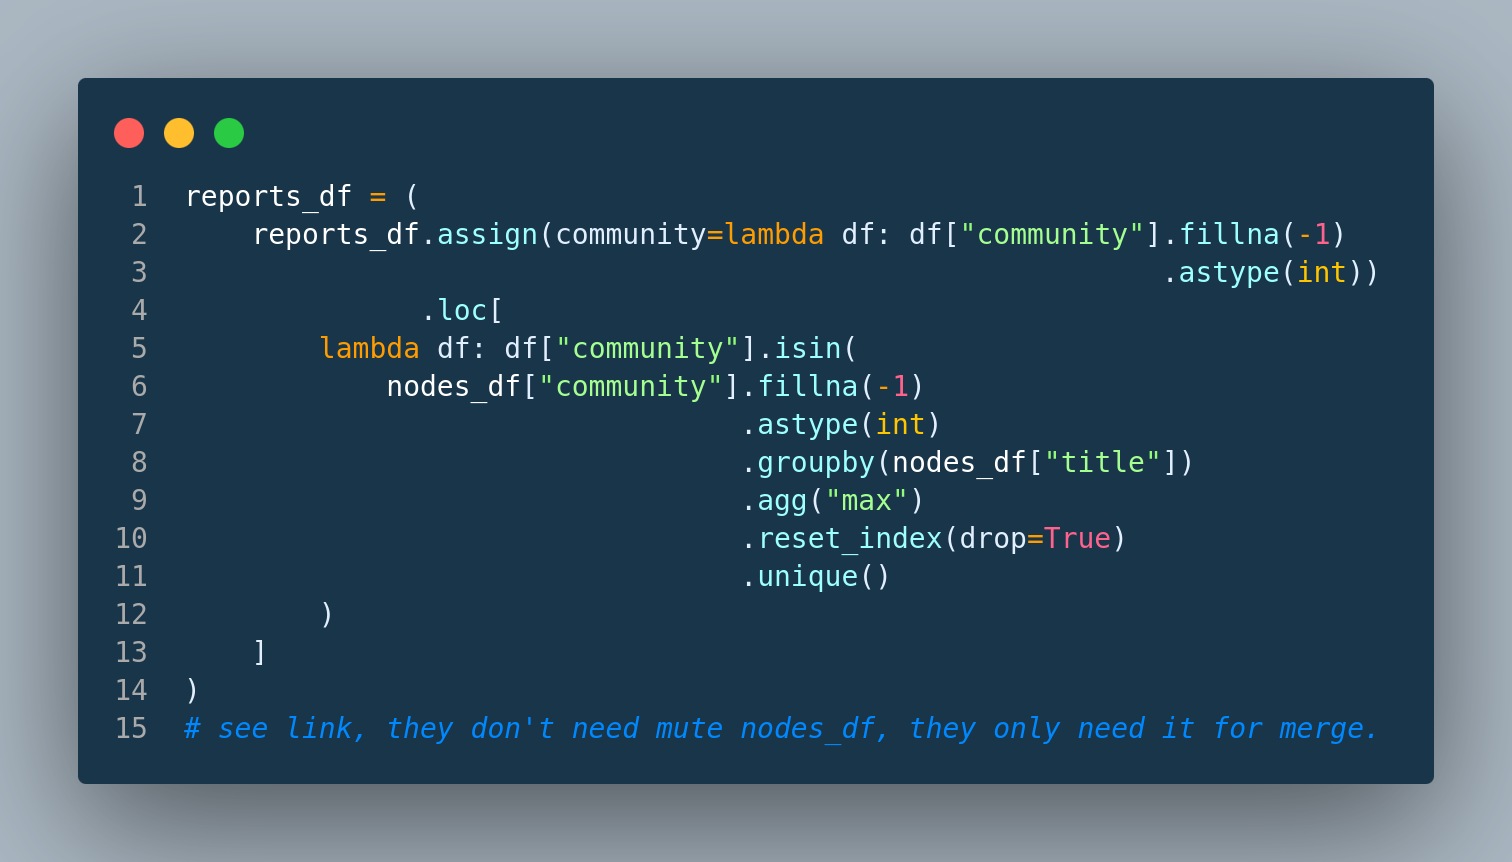 1 reports_df = (
2     reports_df.assign(community=lambda df: df["community"].fillna(-1)
3                                                           .astype(int))
4               .loc[
5         lambda df: df["community"].isin(
6             nodes_df["community"].fillna(-1)
7                                  .astype(int)
8                                  .groupby(nodes_df["title"])
9                                  .agg("max")
10                                  .reset_index(drop=True)
11                                  .unique()
12         )
13     ]
14 )
15 # see link, they don't need mute nodes_df, they only need it for merge.